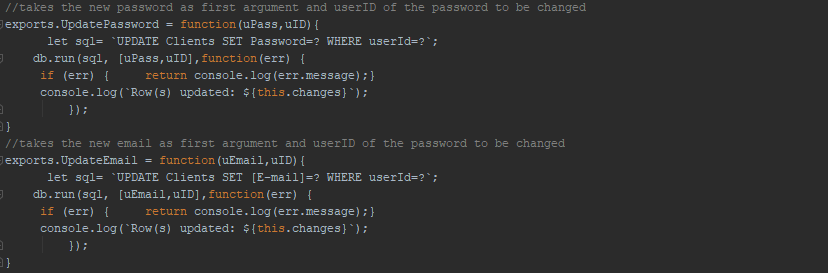 //takes the new password as first argument and userID of the password to be changed
exports.UpdatePassword = function(uPass,uID){
let sql= `UPDATE Clients SET Password=? WHERE userId=?`;
db.run(sql, [uPass,uID],function(err) {
if (err) {     return console.log(err.message);}
console.log(`Row(s) updated: ${this.changes}`);
});
}
//takes the new email as first argument and userID of the password to be changed
exports.UpdateEmail = function(uEmail,uID){
let sql= `UPDATE Clients SET [E-mail]=? WHERE userId=?`;
db.run(sql, [uEmail,uID],function(err) {
if (err) {     return console.log(err.message);}
console.log(`Row(s) updated: ${this.changes}`);
});
}